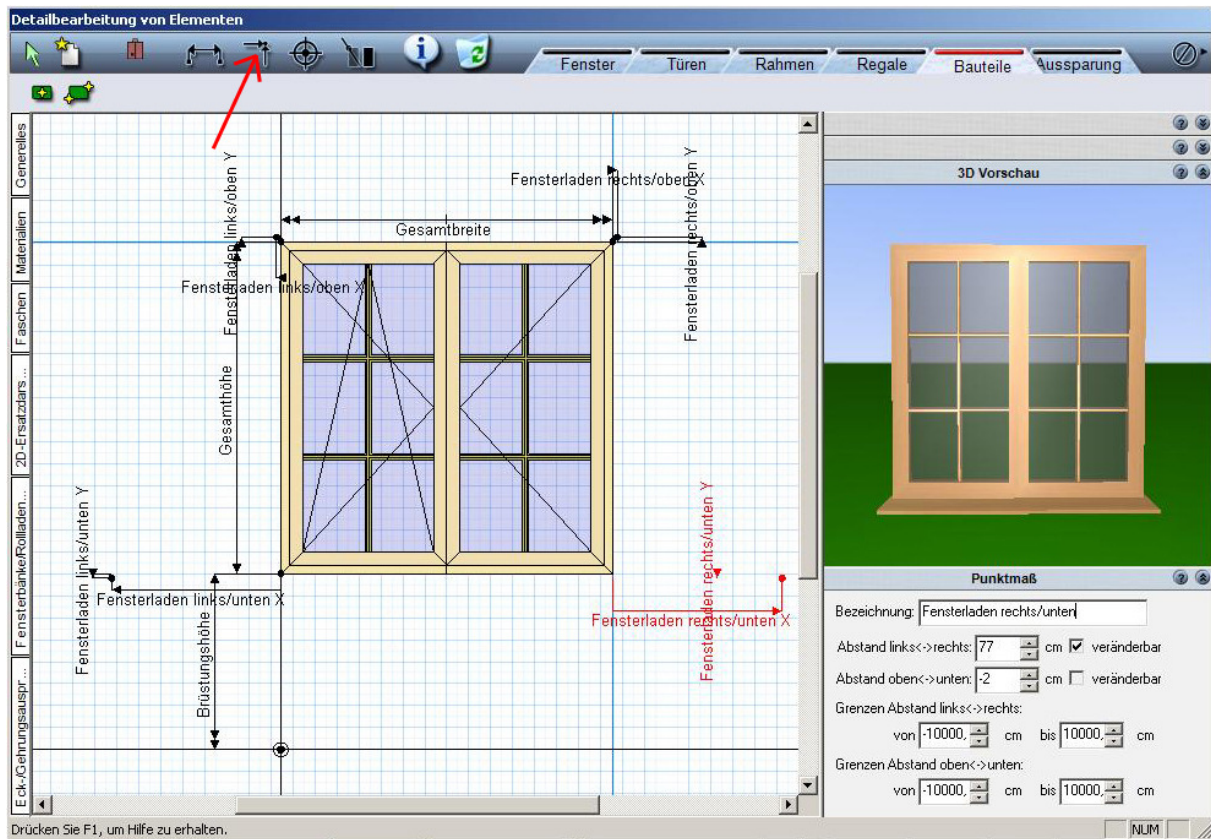 Detailbearbeitung von Elementen
Fenster
Türen
Rahmen
Regale
Bauteile
Aussparung
Generelles
Materialien
Faschen
2D-Ersatzdars...
Fensterbänke/Rollladen...
Eck-/Gehrungsauspr...
Fensterladen links/oben Y
Fensterladen rechts/oben X
Fensterladen rechts/oben Y
Gesamtbreite
Fensterladen links/oben X
Gesamthöhe
Fensterladen links/unten Y
Fensterladen links/unten X
Brüstungshöhe
Fensterladen rechts/unten Y
Fensterladen rechts/unten X
3D Vorschau
Punktmaß
Bezeichnung: Fensterladen rechts/unten
Abstand links<->rechts: 77 cm veränderbar
Abstand oben<->unten: -2 cm veränderbar
Grenzen Abstand links<->rechts:
von -10000, cm bis 10000, cm
Grenzen Abstand oben<->unten:
von -10000, cm bis 10000, cm
Drücken Sie F1, um Hilfe zu erhalten.
NUM